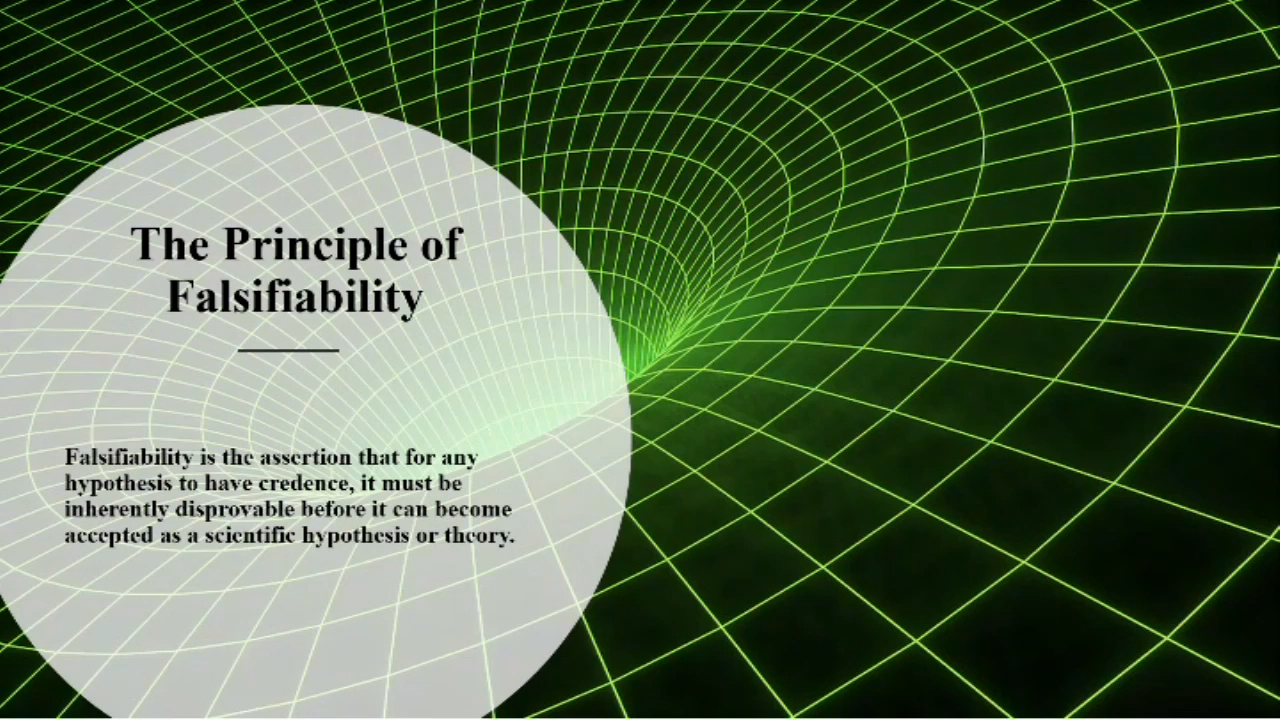 The Principle of
Falsifiability
Falsifiability is the assertion that for any
hypothesis to have credence, it must be
inherently disprovable before it can become
accepted as a scientific hypothesis or theory.